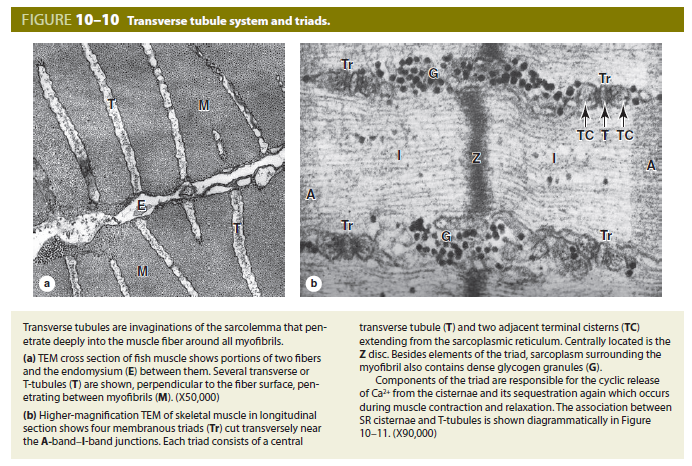 FIGURE 10–10 Transverse tubule system and triads.
T
M
E
T
M
a
Tr
G
Tr
TC T TC
I
Z
I
A
A
Tr
G
Tr
b
Transverse tubules are invaginations of the sarcolemma that pen-
etrate deeply into the muscle fiber around all myofibrils.
(a) TEM cross section of fish muscle shows portions of two fibers
and the endomysium (E) between them. Several transverse or
T-tubules (T) are shown, perpendicular to the fiber surface, pen-
etrating between myofibrils (M). (X50,000)
(b) Higher-magnification TEM of skeletal muscle in longitudinal
section shows four membranous triads (Tr) cut transversely near
the A-band–I-band junctions. Each triad consists of a central
transverse tubule (T) and two adjacent terminal cisterns (TC)
extending from the sarcoplasmic reticulum. Centrally located is the
Z disc. Besides elements of the triad, sarcoplasm surrounding the
myofibril also contains dense glycogen granules (G).
Components of the triad are responsible for the cyclic release
of Ca2+ from the cisternae and its sequestration again which occurs
during muscle contraction and relaxation. The association between
SR cisternae and T-tubules is shown diagrammatically in Figure
10–11. (X90,000)